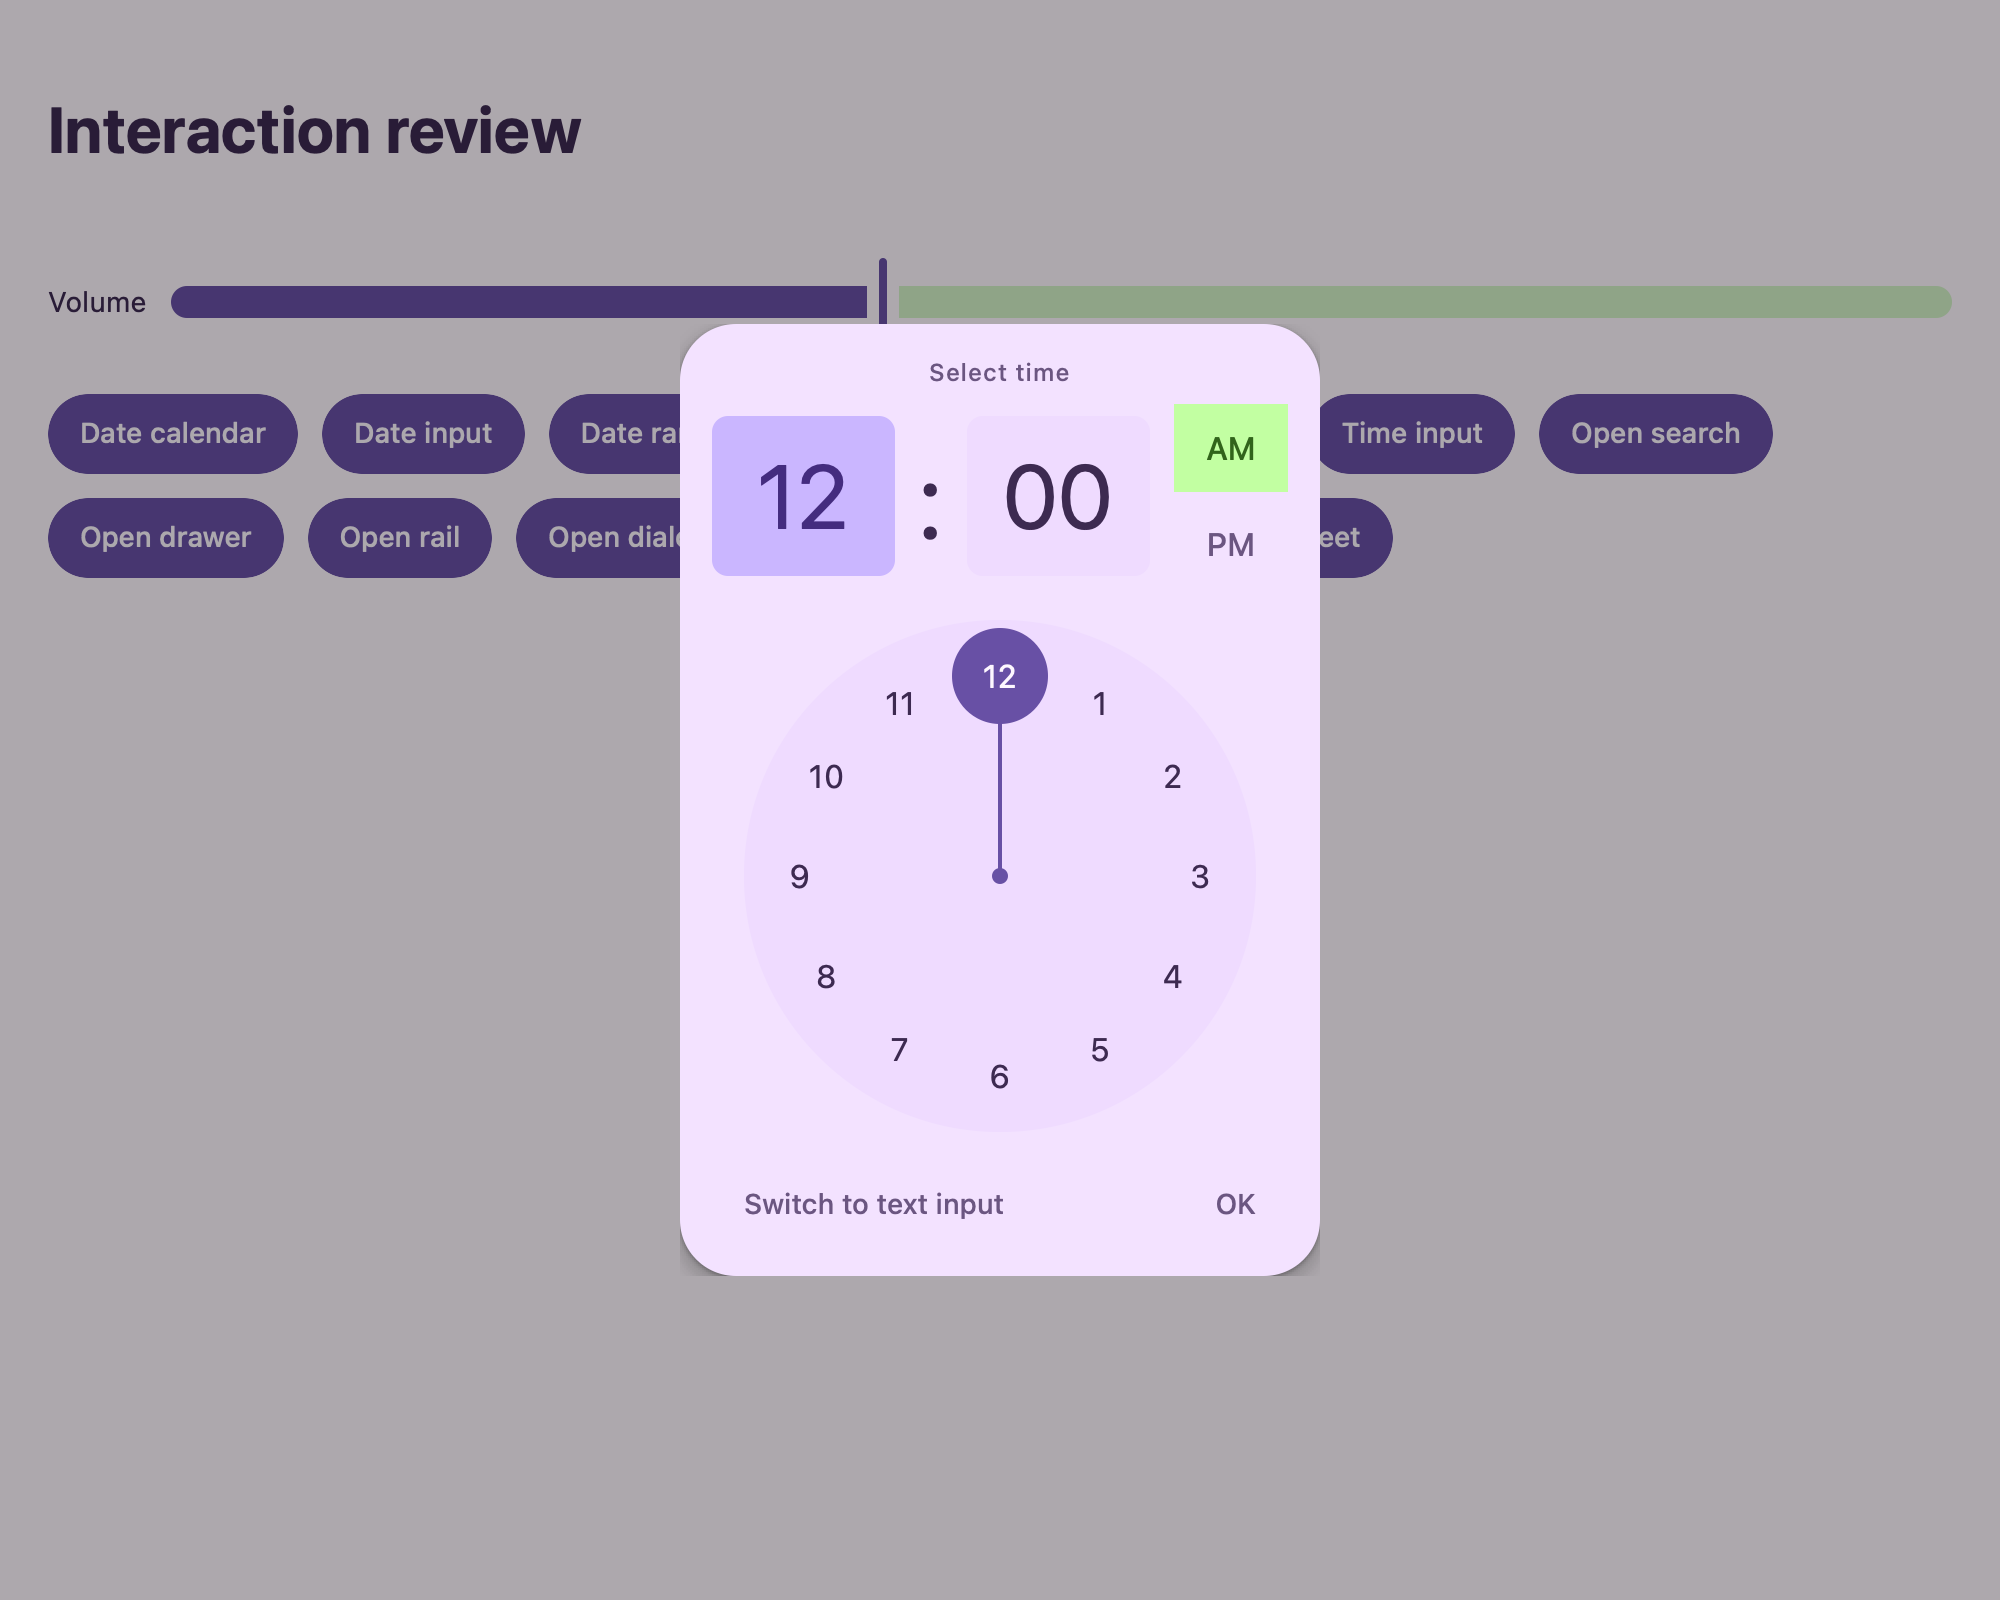 Interaction review
Volume
Date calendar
Date input
Date
Time input
Open search
Open drawer
Open rail
Open
Select time
12
:
00
AM
PM
12
1
2
3
4
5
6
7
8
9
10
11
Switch to text input
OK